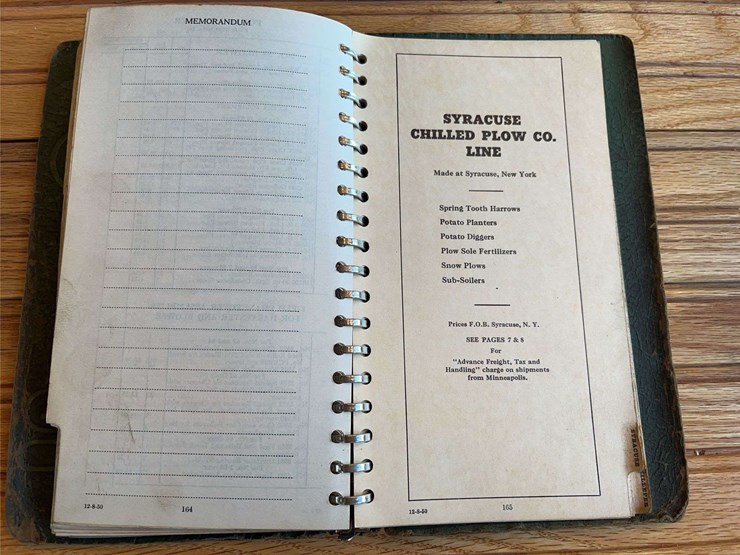 MEMORANDUM
12-8-50
164
SYRACUSE
CHILLED PLOW CO.
LINE
Made at Syracuse, New York
Spring Tooth Harrows
Potato Planters
Potato Diggers
Plow Sole Fertilizers
Snow Plows
Sub-Soilers
Prices F.O.B. Syracuse, N. Y.
SEE PAGES 7 & 8
For
"Advance Freight, Tax and
Handling" charge on shipments
from Minneapolis.
12-8-50
165
SYRACUSE